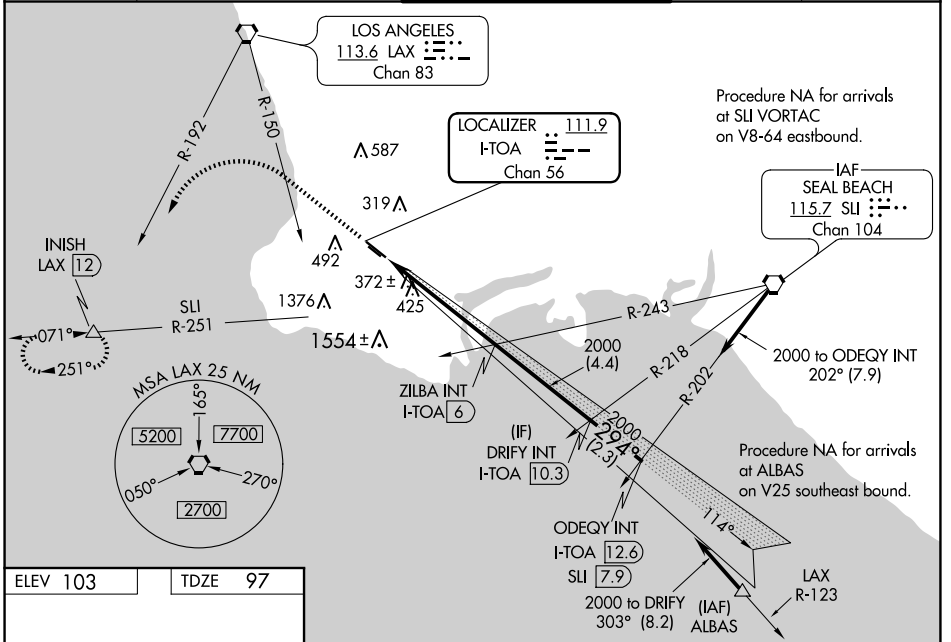 LOS ANGELES
113.6 LAX
Chan 83
R-192
R-150
587
LOCALIZER 111.9
I-TOA
Chan 56
Procedure NA for arrivals
at SLI VORTAC
on V8-64 eastbound.
IAF
SEAL BEACH
115.7 SLI
Chan 104
319
492
372±
425
INISH
LAX 12
SLI
R-251
1376
1554±
071°
251°
R-243
2000
(4.4)
R-218
R-202
2000 to ODEQY INT
202° (7.9)
ZILBA INT
I-TOA 6
(IF)
DRIFY INT
I-TOA 10.3
2000
294°
(2.3)
Procedure NA for arrivals
at ALBAS
on V25 southeast bound.
MSA LAX 25 NM
165°
5200
7700
050°
270°
2700
114°
ODEQY INT
I-TOA 12.6
SLI 7.9
2000 to DRIFY
303° (8.2)
(IAF)
ALBAS
LAX
R-123
ELEV 103
TDZE 97